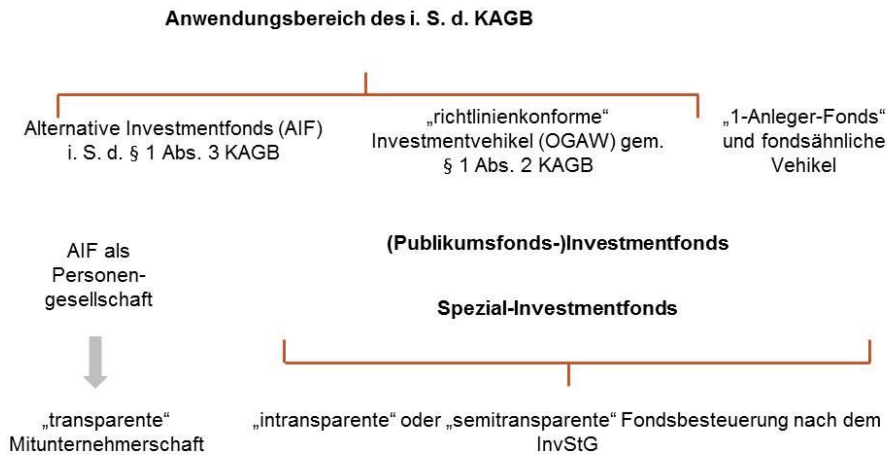 Anwendungsbereich des i. S. d. KAGB
Alternative Investmentfonds (AIF)
i. S. d. § 1 Abs. 3 KAGB
„richtlinienkonforme“
Investmentvehikel (OGAW) gem.
§ 1 Abs. 2 KAGB
„1-Anleger-Fonds“
und fondsähnliche
Vehikel
AIF als
Personen-
gesellschaft
(Publikumsfonds-)Investmentfonds
Spezial-Investmentfonds
„transparente“
Mitunternehmerschaft
„intransparente“ oder „semitransparente“ Fondsbesteuerung nach dem
InvStG